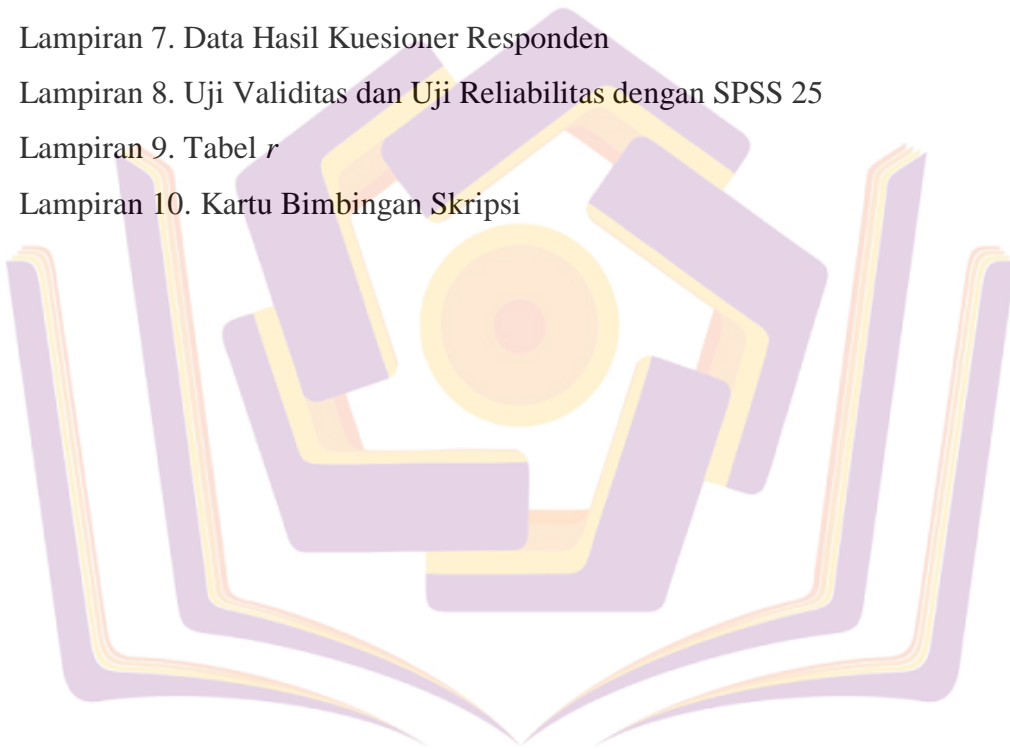 Lampiran 7. Data Hasil Kuesioner Responden
Lampiran 8. Uji Validitas dan Uji Reliabilitas dengan SPSS 25
Lampiran 9. Tabel r
Lampiran 10. Kartu Bimbingan Skripsi